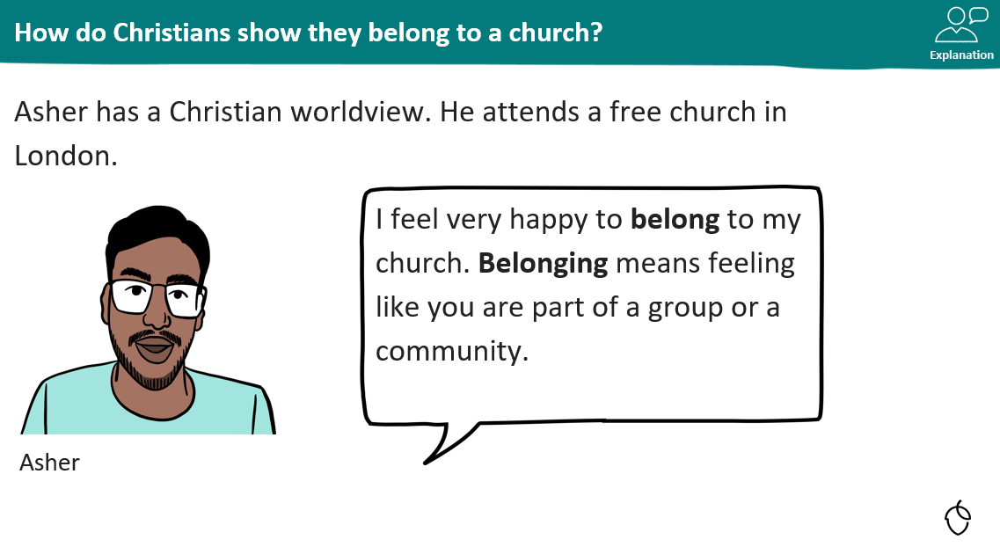 How do Christians show they belong to a church?
Explanation
Asher has a Christian worldview. He attends a free church in
London.
I feel very happy to belong to my
church. Belonging means feeling
like you are part of a group or a
community.
Asher